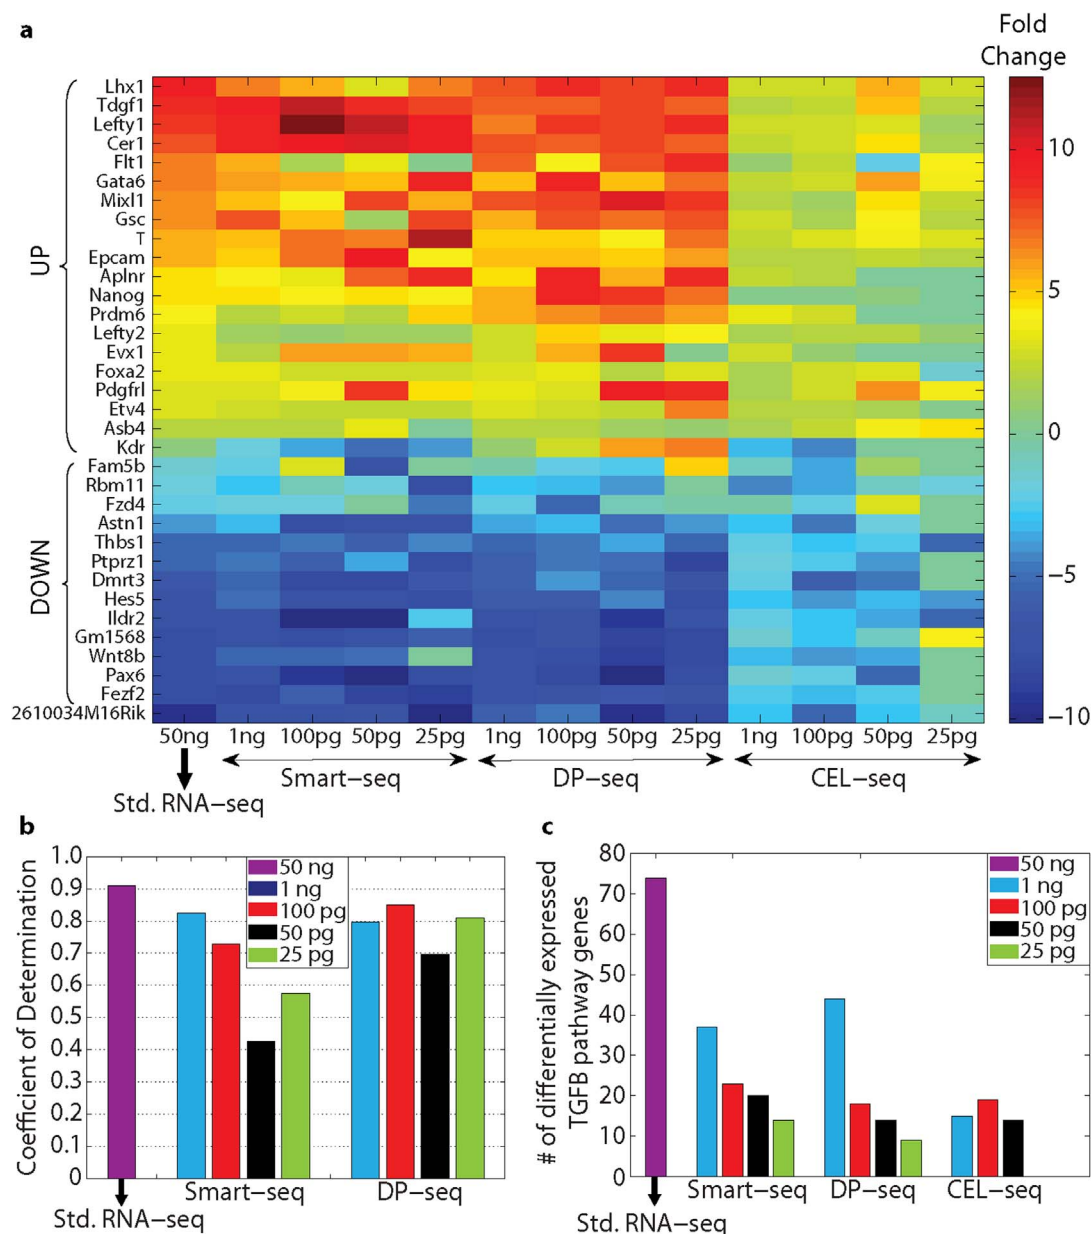 a
Fold
Change
Lhx1
Tdgf1
Lefty1
Cer1
Flt1
Gata6
Mixl1
Gsc
T
Epcam
Aplnr
Nanog
Prdm6
Lefty2
Evx1
Foxa2
Pdgfrl
Etv4
Asb4
Kdr
Fam5b
Rbm11
Fzd4
Astn1
Thbs1
Ptprz1
Dmrt3
Hes5
Ildr2
Gm1568
Wnt8b
Pax6
Fezf2
2610034M16Rik
UP
DOWN
10
5
0
−5
−10
50ng 1ng 100pg 50pg 25pg 1ng 100pg 50pg 25pg 1ng 100pg 50pg 25pg
Smart−seq DP−seq CEL−seq
Std. RNA−seq
b
Coefficient of Determination
1.0
0.9
0.8
0.7
0.6
0.5
0.4
0.3
0.2
0.1
0
50 ng
1 ng
100 pg
50 pg
25 pg
Smart−seq DP−seq
Std. RNA−seq
c
# of differentially expressed
TGFB pathway genes
80
70
60
50
40
30
20
10
0
50 ng
1 ng
100 pg
50 pg
25 pg
Smart−seq DP−seq CEL−seq
Std. RNA−seq